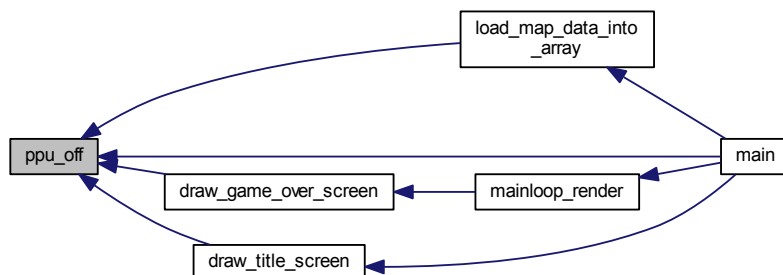 load_map_data_into
_array
ppu_off
main
draw_game_over_screen
mainloop_render
draw_title_screen